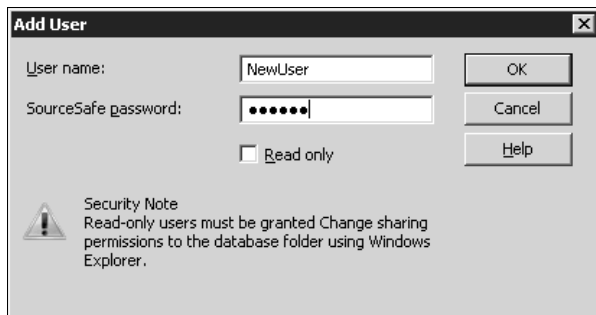 Add User
User name:
NewUser
OK
SourceSafe password:
●●●●●●
Cancel
Read only
Help
Security Note
Read-only users must be granted Change sharing
permissions to the database folder using Windows
Explorer.